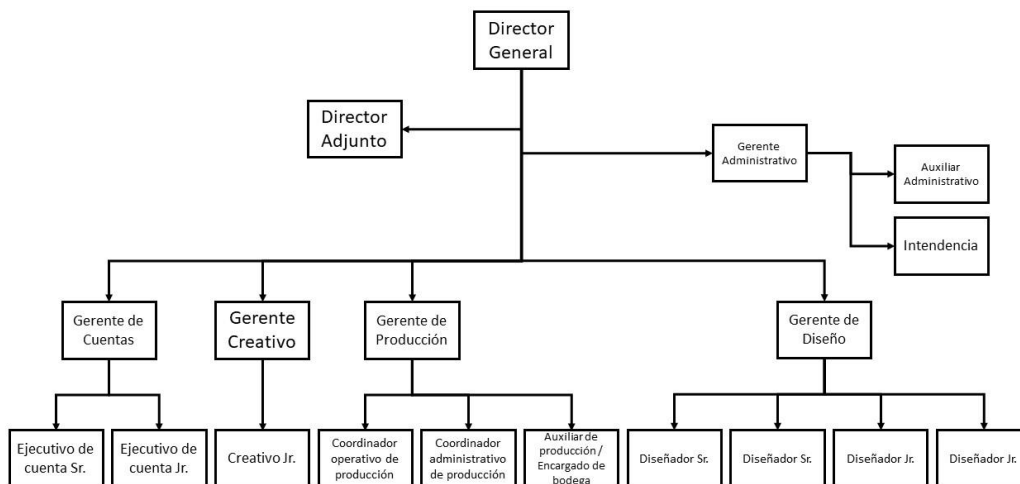 Director
General
Director
Adjunto
Gerente
Administrativo
Auxiliar
Administrativo
Intendencia
Gerente de
Cuentas
Gerente
Creativo
Gerente de
Producción
Gerente de
Diseño
Ejecutivo de
cuenta Sr.
Ejecutivo de
cuenta Jr.
Creativo Jr.
Coordinador
operativo de
producción
Coordinador
administrativo
de producción
Auxiliar de
producción /
Encargado de
bodega
Diseñador Sr.
Diseñador Sr.
Diseñador Jr.
Diseñador Jr.